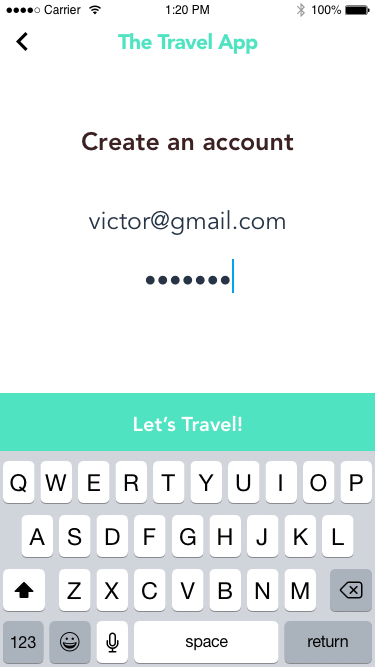 Carrier 1:20 PM 100%
The Travel App
Create an account
victor@gmail.com
•••••••
Let's Travel!
Q W E R T Y U I O P
A S D F G H J K L
Z X C V B N M
123 space return